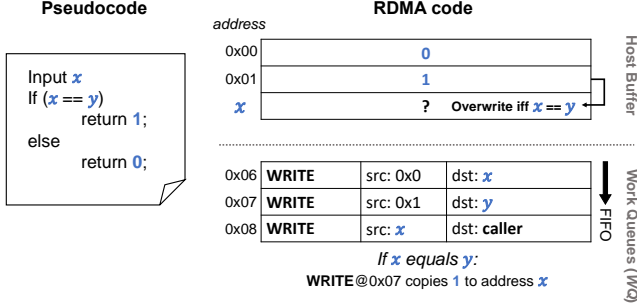 Pseudocode
Input x
If (x == y)
return 1;
else
return 0;
RDMA code
address
0x00 0
0x01 1
x ? Overwrite iff x == y
Host Buffer
0x06 WRITE src: 0x0 dst: x
0x07 WRITE src: 0x1 dst: y
0x08 WRITE src: x dst: caller
FIFO
Work Queues (WQ)
If x equals y:
WRITE@0x07 copies 1 to address x